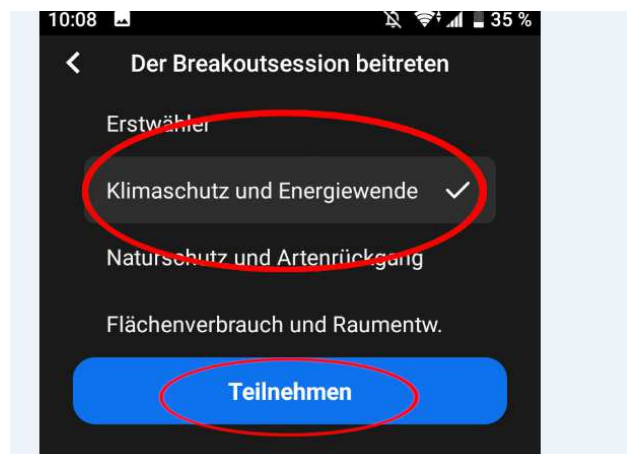 10:08 35 %
Der Breakoutsession beitreten
Erstwähler
Klimaschutz und Energiewende
Naturschutz und Artenrückgang
Flächenverbrauch und Raumentw.
Teilnehmen